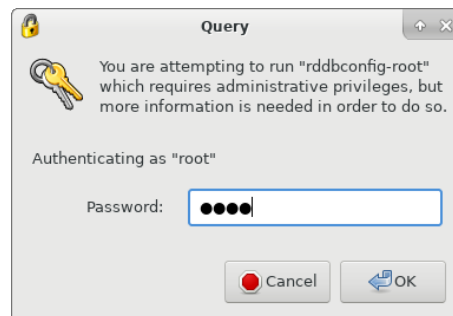 Query
You are attempting to run "rddbconfig-root"
which requires administrative privileges, but
more information is needed in order to do so.
Authenticating as "root"
Password: ●●●●
Cancel OK